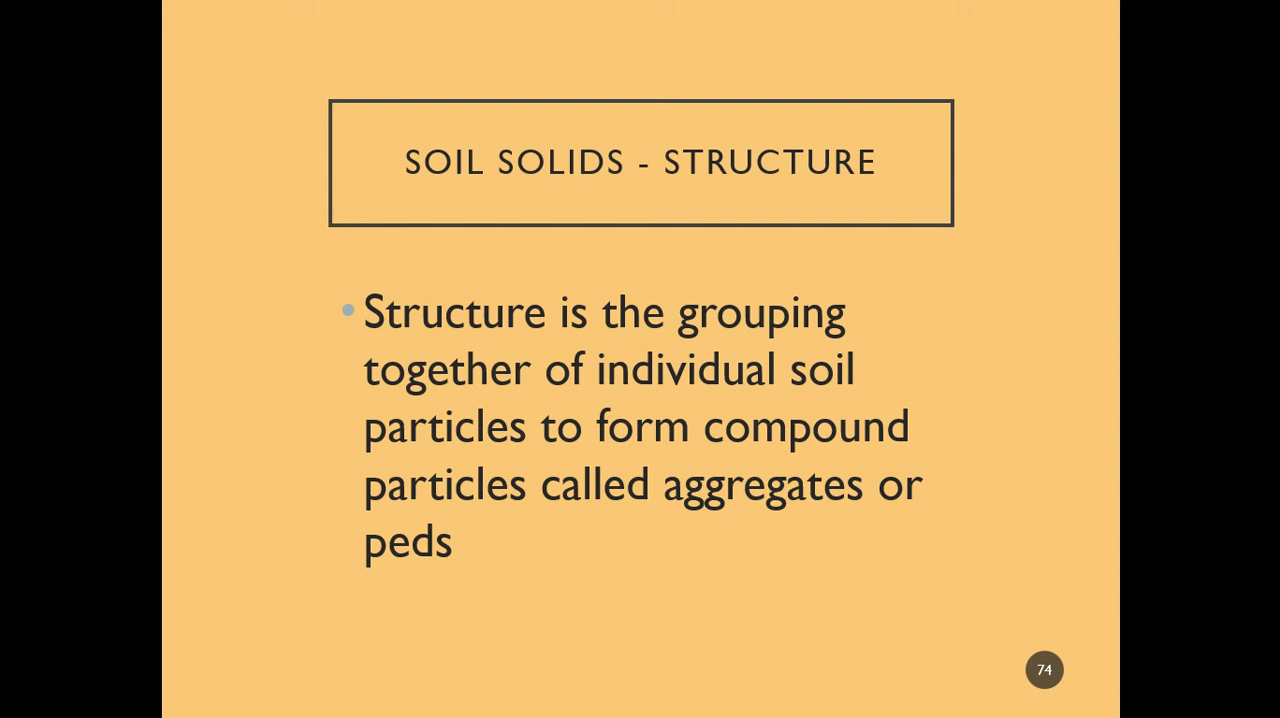 SOIL SOLIDS - STRUCTURE
• Structure is the grouping
together of individual soil
particles to form compound
particles called aggregates or
peds
74